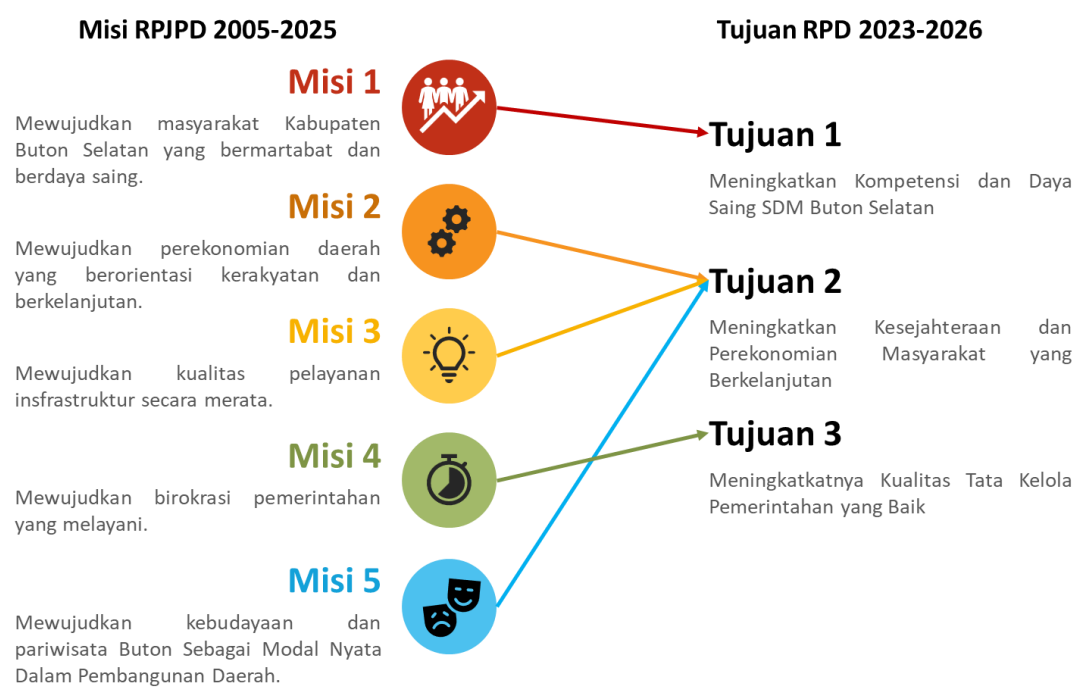 Misi RPJPD 2005-2025
Misi 1
Mewujudkan masyarakat Kabupaten
Buton Selatan yang bermartabat dan
berdaya saing.
Misi 2
Mewujudkan perekonomian daerah
yang berorientasi kerakyatan dan
berkelanjutan.
Misi 3
Mewujudkan kualitas pelayanan
insfrastruktur secara merata.
Misi 4
Mewujudkan birokrasi pemerintahan
yang melayani.
Misi 5
Mewujudkan kebudayaan dan
pariwisata Buton Sebagai Modal Nyata
Dalam Pembangunan Daerah.
Tujuan RPD 2023-2026
Tujuan 1
Meningkatkan Kompetensi dan Daya
Saing SDM Buton Selatan
Tujuan 2
Meningkatkan Kesejahteraan dan
Perekonomian Masyarakat yang
Berkelanjutan
Tujuan 3
Meningkatkatnya Kualitas Tata Kelola
Pemerintahan yang Baik